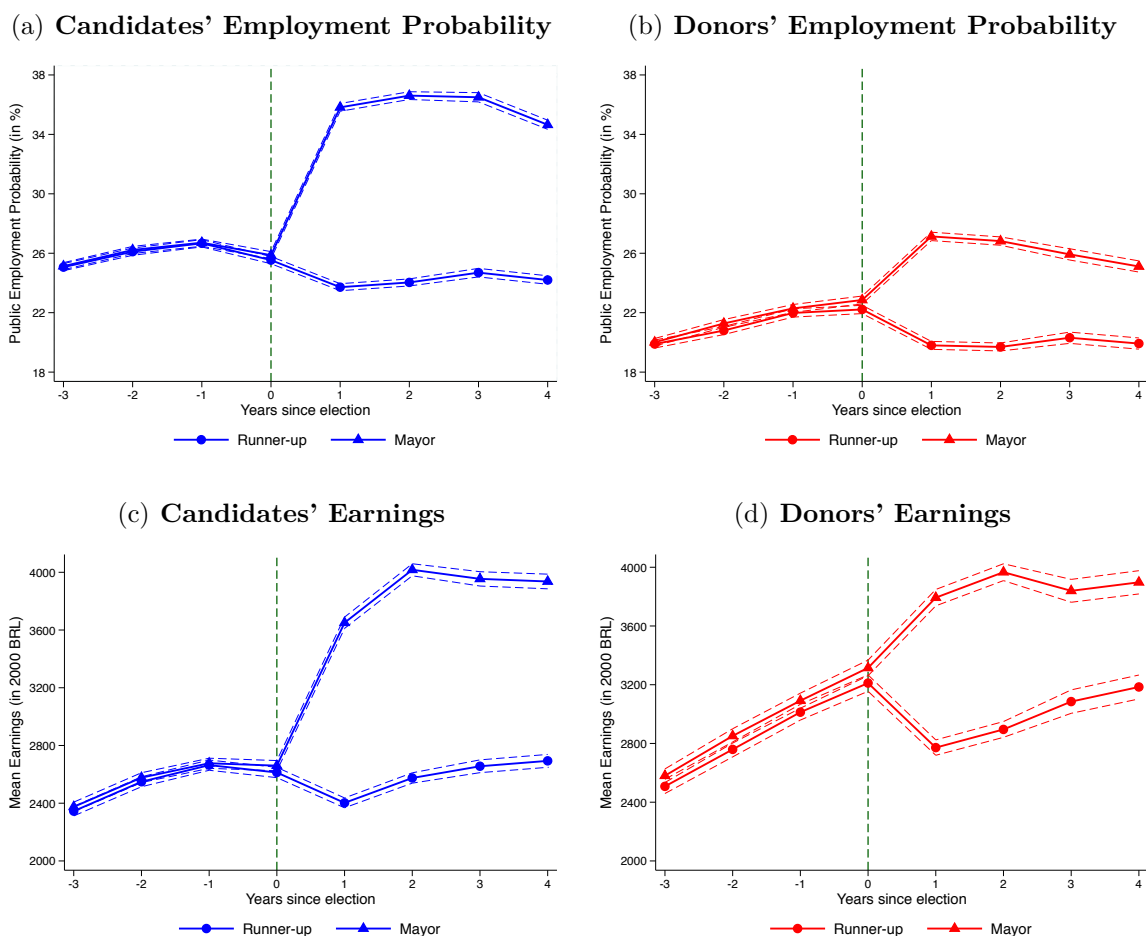 (a) Candidates' Employment Probability
Public Employment Probability (in %)
38
34
30
26
22
18
-3 -2 -1 0 1 2 3 4
Years since election
Runner-up Mayor
(b) Donors' Employment Probability
Public Employment Probability (in %)
38
34
30
26
22
18
-3 -2 -1 0 1 2 3 4
Years since election
Runner-up Mayor
(c) Candidates' Earnings
Mean Earnings (in 2000 BRL)
4000
3600
3200
2800
2400
2000
-3 -2 -1 0 1 2 3 4
Years since election
Runner-up Mayor
(d) Donors' Earnings
Mean Earnings (in 2000 BRL)
4000
3600
3200
2800
2400
2000
-3 -2 -1 0 1 2 3 4
Years since election
Runner-up Mayor